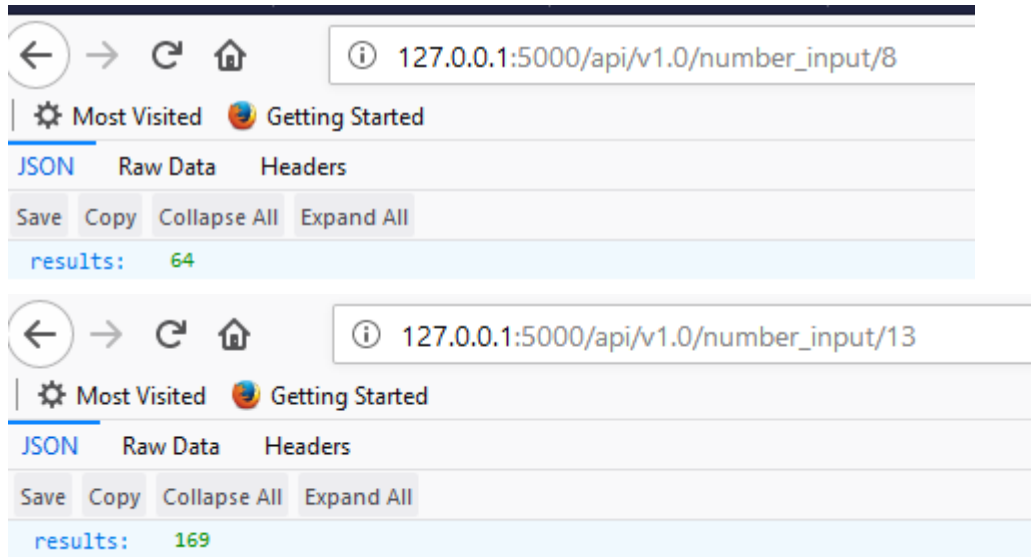 127.0.0.1:5000/api/v1.0/number_input/8
Most Visited Getting Started
JSON Raw Data Headers
Save Copy Collapse All Expand All
results: 64
127.0.0.1:5000/api/v1.0/number_input/13
Most Visited Getting Started
JSON Raw Data Headers
Save Copy Collapse All Expand All
results: 169